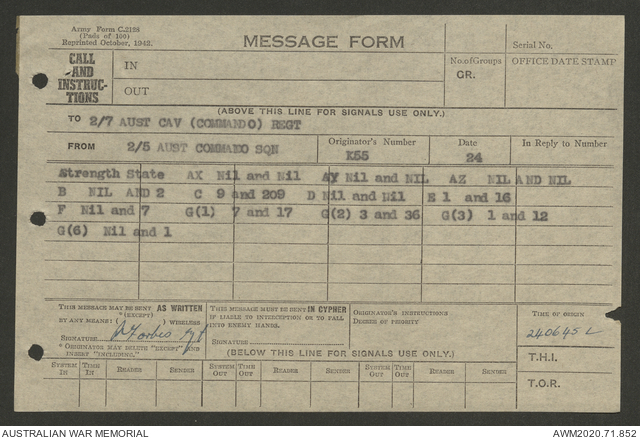 Army Form C.2128
(Pads of 100)
Reprinted October, 1942.
MESSAGE FORM
Serial No.
CALL AND INSTRUCTIONS
IN
OUT
No. of Groups
GR.
OFFICE DATE STAMP
(ABOVE THIS LINE FOR SIGNALS USE ONLY.)
TO 2/7 AUST CAV (COMMANDO) REGT
FROM 2/5 AUST COMMANDO SQN
Originator's Number
K55
Date
24
In Reply to Number
Strength State AX Nil and Nil AY Nil and NIL AZ NIL AND NIL
B NIL AND 2 C 9 and 209 D Nil and Nil E 1 and 16
F Nil and 7 G(1) 7 and 17 G(2) 3 and 36 G(3) 1 and 12
G(6) Nil and 1
THIS MESSAGE MAY BE SENT AS WRITTEN
*(EXCEPT)
BY ANY MEANS WIRELESS
SIGNATURE
* ORIGINATOR MAY DELETE "EXCEPT" AND
INSERT "INCLUDING."
THIS MESSAGE MUST BE SENT IN CYPHER
IF LIABLE TO INTERCEPTION OR TO FALL
INTO ENEMY HANDS.
SIGNATURE
ORIGINATOR'S INSTRUCTIONS
DEGREE OF PRIORITY
TIME OF ORIGIN
240645 L
T.H.I.
T.O.R.
(BELOW THIS LINE FOR SIGNALS USE ONLY.)
SYSTEM IN TIME IN READER SENDER SYSTEM OUT TIME OUT READER SENDER SYSTEM OUT TIME OUT READER SENDER
AUSTRALIAN WAR MEMORIAL
AWM2020.71.852